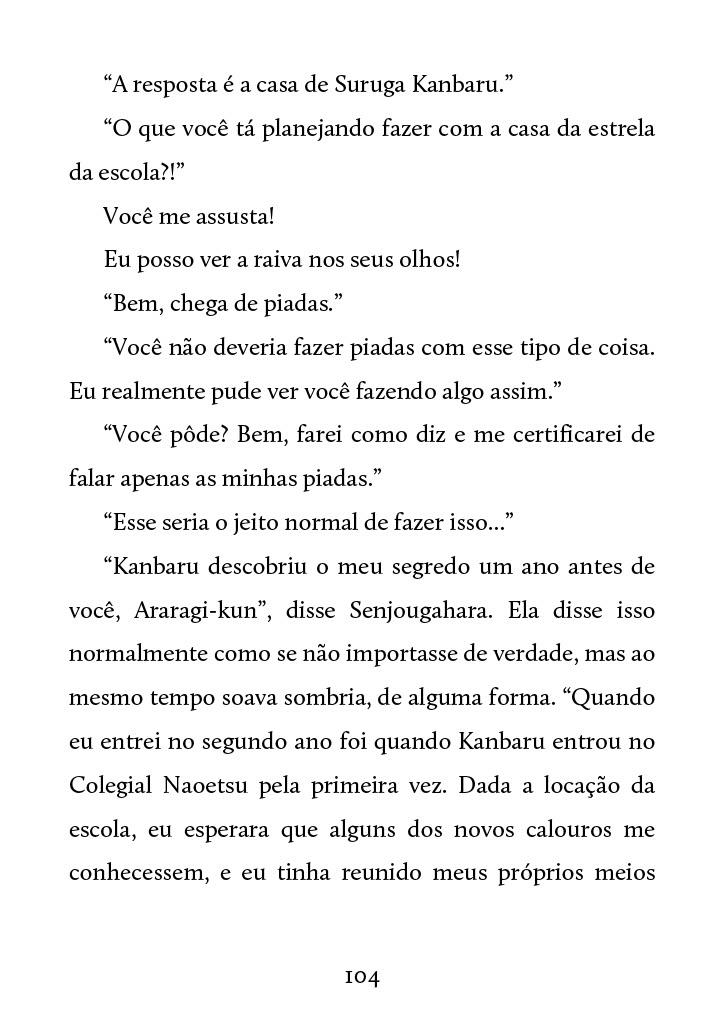 “A resposta é a casa de Suruga Kanbaru.”
“O que você tá planejando fazer com a casa da estrela
da escola?!”
Você me assusta!
Eu posso ver a raiva nos seus olhos!
“Bem, chega de piadas.”
“Você não deveria fazer piadas com esse tipo de coisa.
Eu realmente pude ver você fazendo algo assim.”
“Você pôde? Bem, farei como diz e me certificarei de
falar apenas as minhas piadas.”
“Esse seria o jeito normal de fazer isso...”
“Kanbaru descobriu o meu segredo um ano antes de
você, Araragi-kun”, disse Senjougahara. Ela disse isso
normalmente como se não importasse de verdade, mas ao
mesmo tempo soava sombria, de alguma forma. “Quando
eu entrei no segundo ano foi quando Kanbaru entrou no
Colegial Naoetsu pela primeira vez. Dada a locação da
escola, eu esperara que alguns dos novos calouros me
conhecessem, e eu tinha reunido meus próprios meios
104